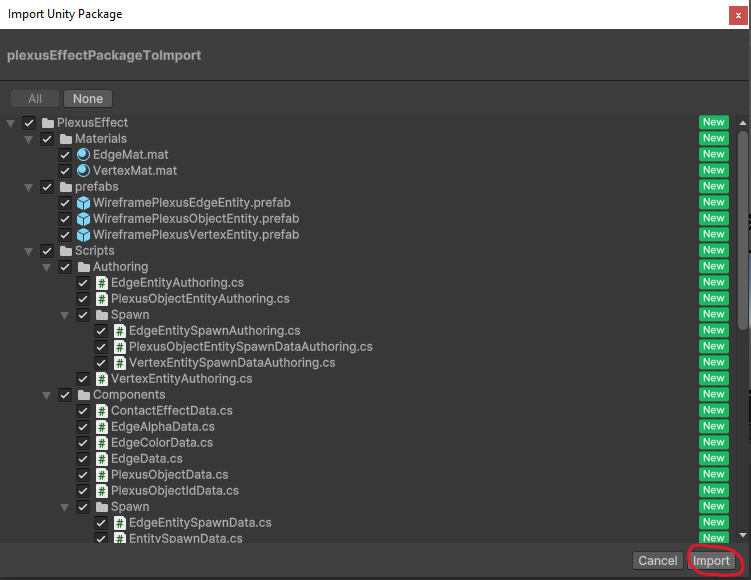 Import Unity Package
x
plexusEffectPackageToImport
All None
PlexusEffect New
Materials New
EdgeMat.mat New
VertexMat.mat New
prefabs New
WireframePlexusEdgeEntity.prefab New
WireframePlexusObjectEntity.prefab New
WireframePlexusVertexEntity.prefab New
Scripts New
Authoring New
EdgeEntityAuthoring.cs New
PlexusObjectEntityAuthoring.cs New
Spawn New
EdgeEntitySpawnAuthoring.cs New
PlexusObjectEntitySpawnDataAuthoring.cs New
VertexEntitySpawnDataAuthoring.cs New
VertexEntityAuthoring.cs New
Components New
ContactEffectData.cs New
EdgeAlphaData.cs New
EdgeColorData.cs New
EdgeData.cs New
PlexusObjectData.cs New
PlexusObjectIdData.cs New
Spawn New
EdgeEntitySpawnData.cs New
EntitySpawnData.cs New
Cancel Import